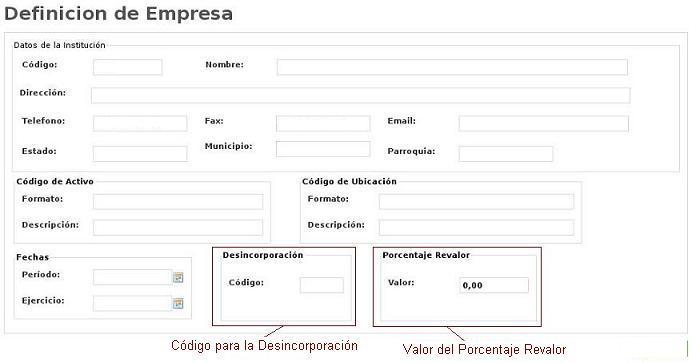 Definicion de Empresa
Datos de la Institución
Código: Nombre:
Dirección:
Telefono: Fax: Email:
Estado: Municipio: Parroquia:
Código de Activo Código de Ubicación
Formato: Formato:
Descripción: Descripción:
Fechas Desincorporación Porcentaje Revalor
Período: Código: Valor: 0,00
Ejercicio:
Código para la Desincorporación Valor del Porcentaje Revalor